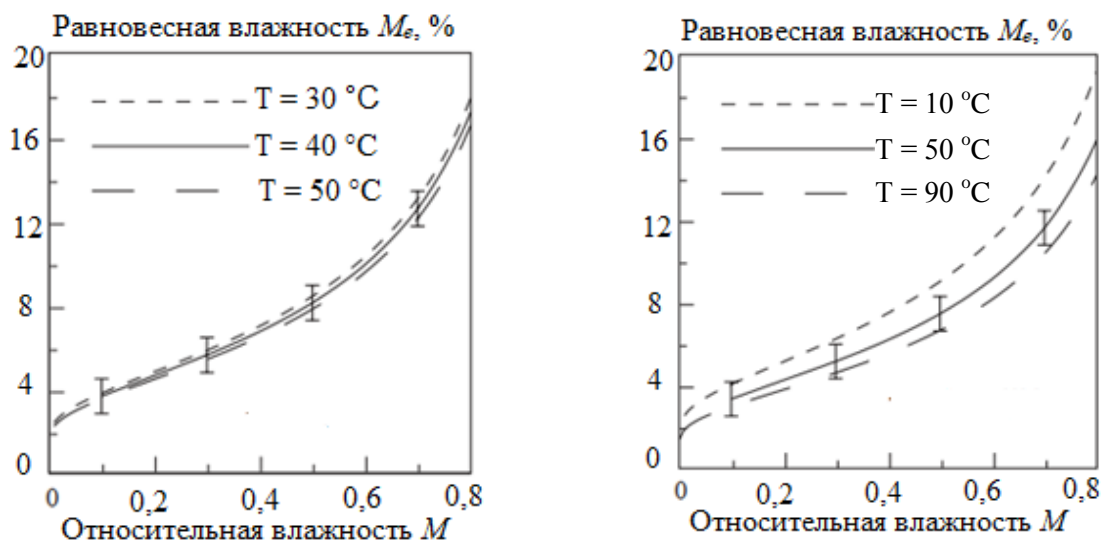 Равновесная влажность Mе, %
20
16
12
8
4
0
T = 30 °C
T = 40 °C
T = 50 °C
0 0,2 0,4 0,6 0,8
Относительная влажность M
Равновесная влажность Mе, %
20
16
12
8
4
0
T = 10 °C
T = 50 °C
T = 90 °C
0 0,2 0,4 0,6 0,8
Относительная влажность M